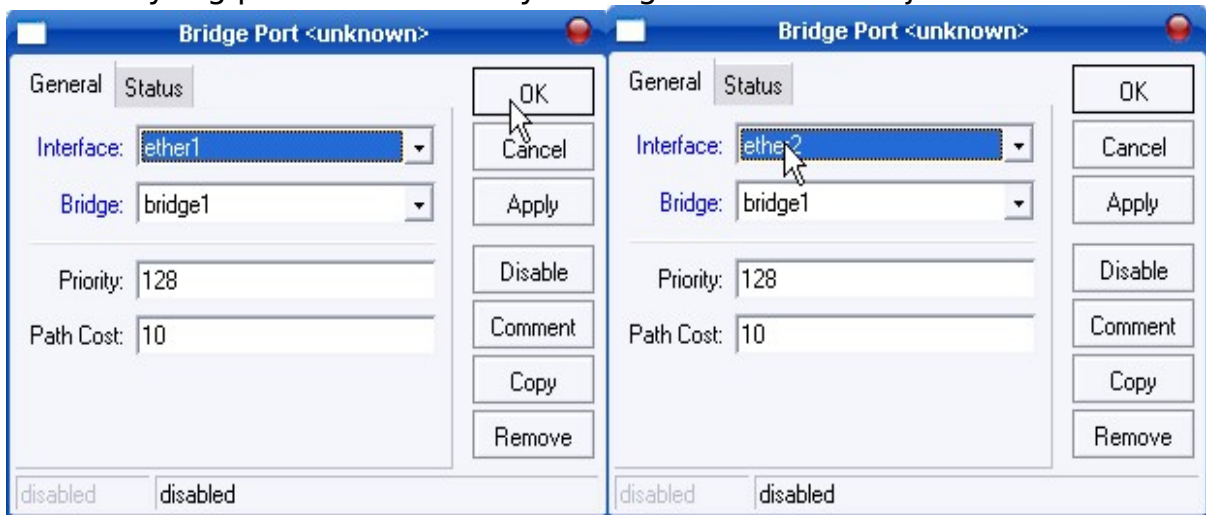 Bridge Port <unknown>
General Status
Interface: ether1
Bridge: bridge1
Priority: 128
Path Cost: 10
OK
Cancel
Apply
Disable
Comment
Copy
Remove
disabled disabled
Bridge Port <unknown>
General Status
Interface: ether2
Bridge: bridge1
Priority: 128
Path Cost: 10
OK
Cancel
Apply
Disable
Comment
Copy
Remove
disabled disabled